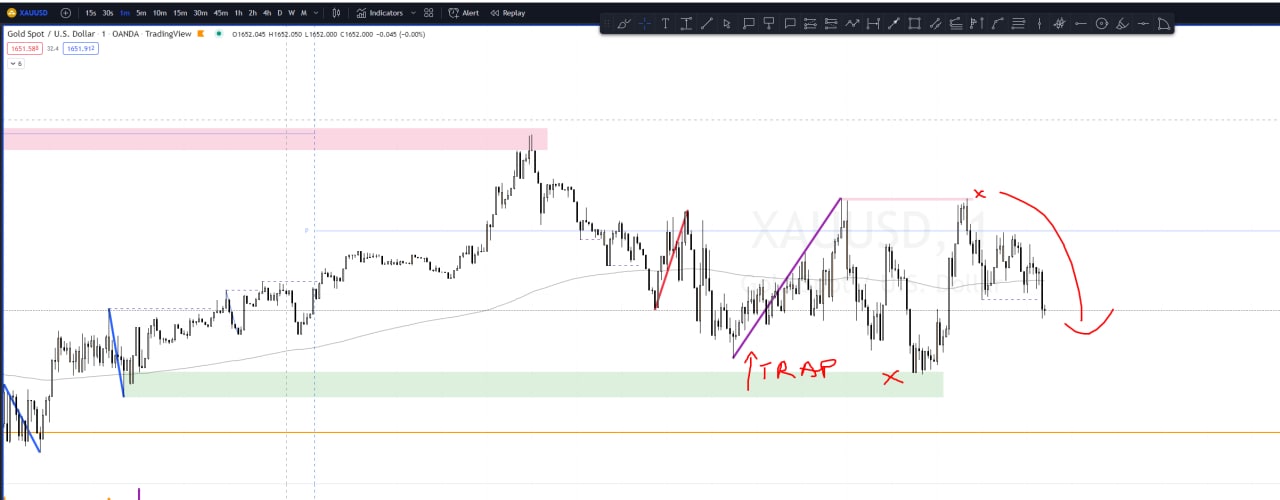 XAUUSD 15s 30s 1m 5m 10m 15m 30m 45m 1h 2h 4h D W M Indicators Alert Replay
Gold Spot / U.S. Dollar · 1 · OANDA · TradingView O1652.045 H1652.050 L1652.000 C1652.000 -0.045 (-0.00%)
1651.588 32.4 1651.912
6
XAUUSD, 1
x
TRAP
x